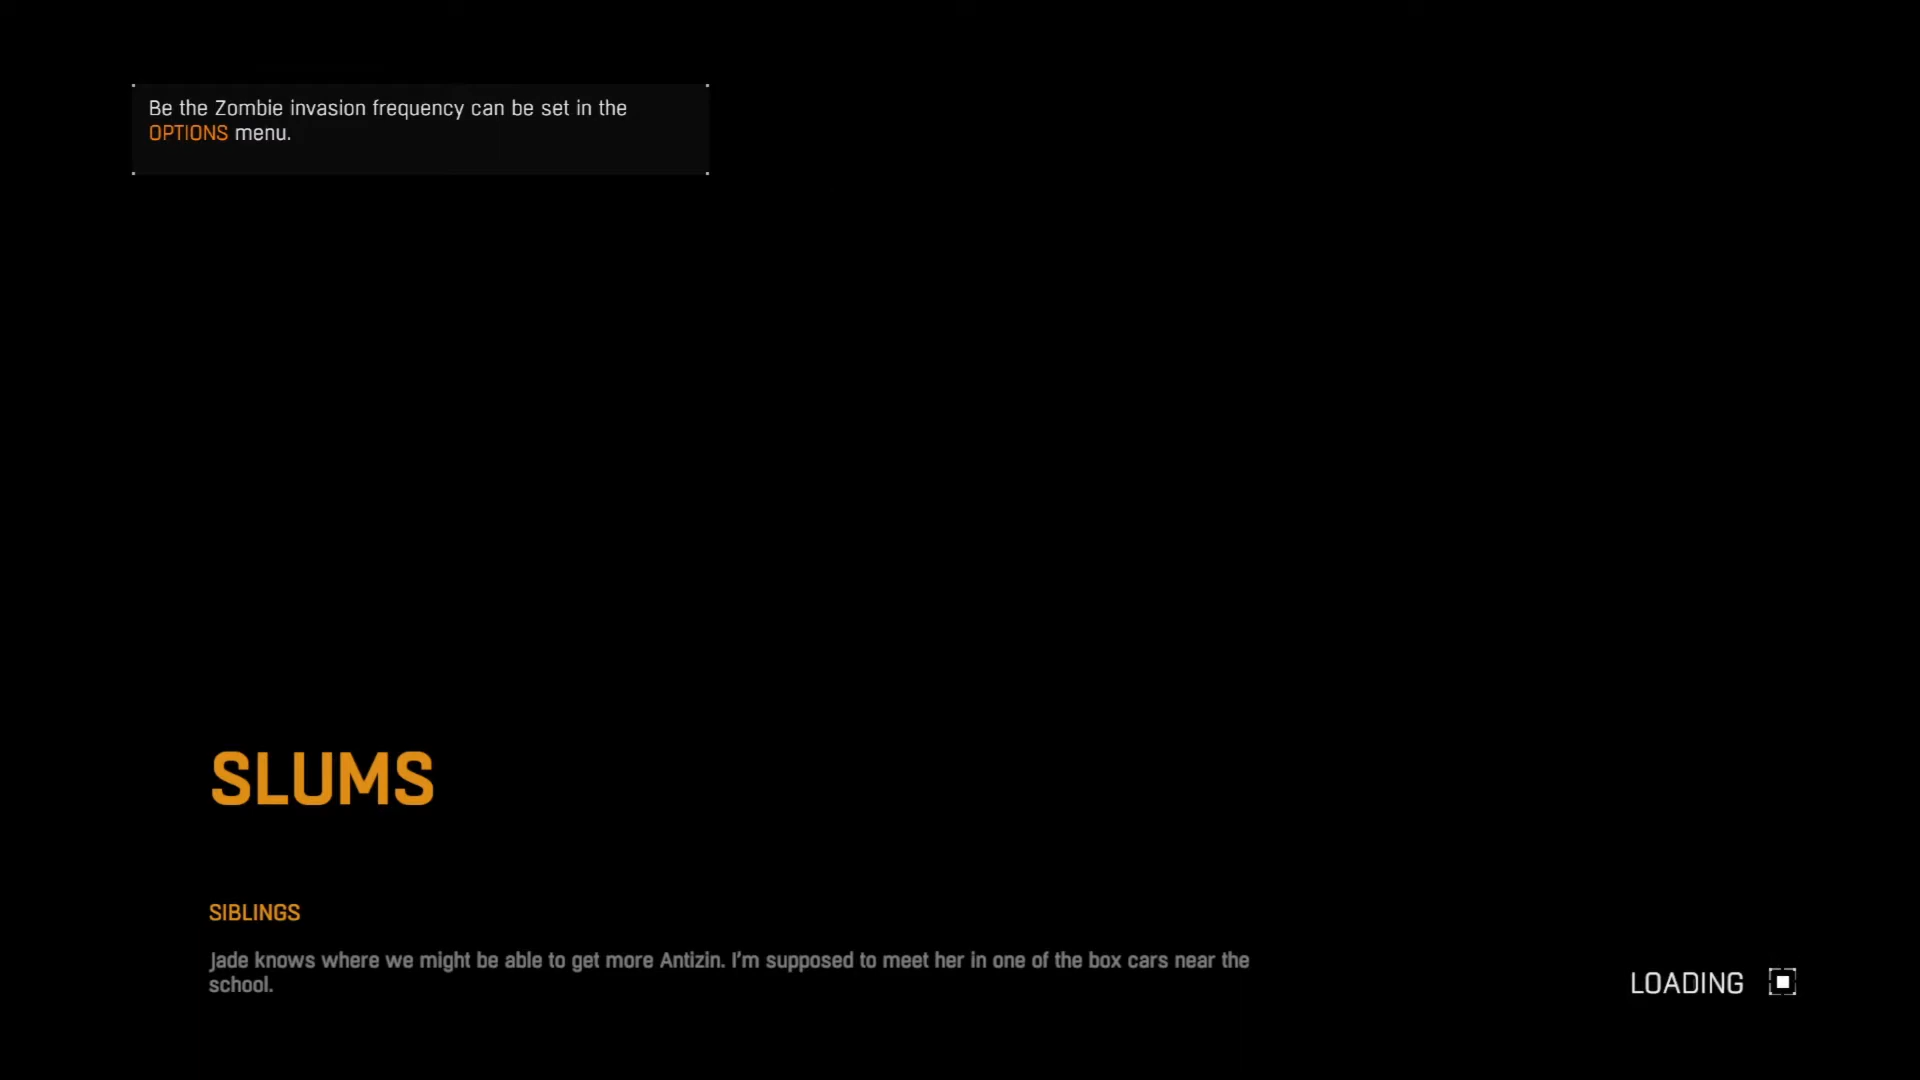 Be the Zombie invasion frequency can be set in the
OPTIONS menu.
SLUMS
SIBLINGS
Jade knows where we might be able to get more Antizin. I'm supposed to meet her in one of the box cars near the
school.
LOADING